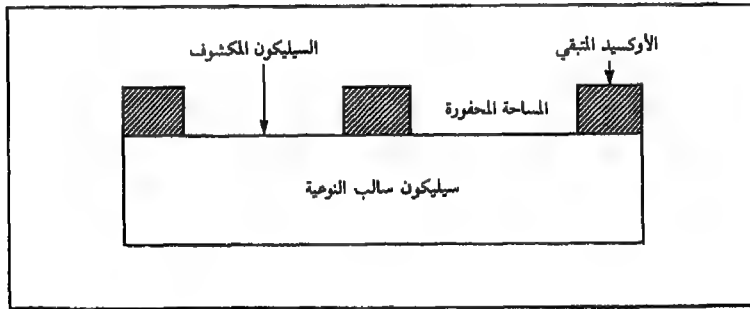 الأوكسيد المتبقي
السيليكون المكشوف
المساحة المحفورة
سيليكون سالب النوعية